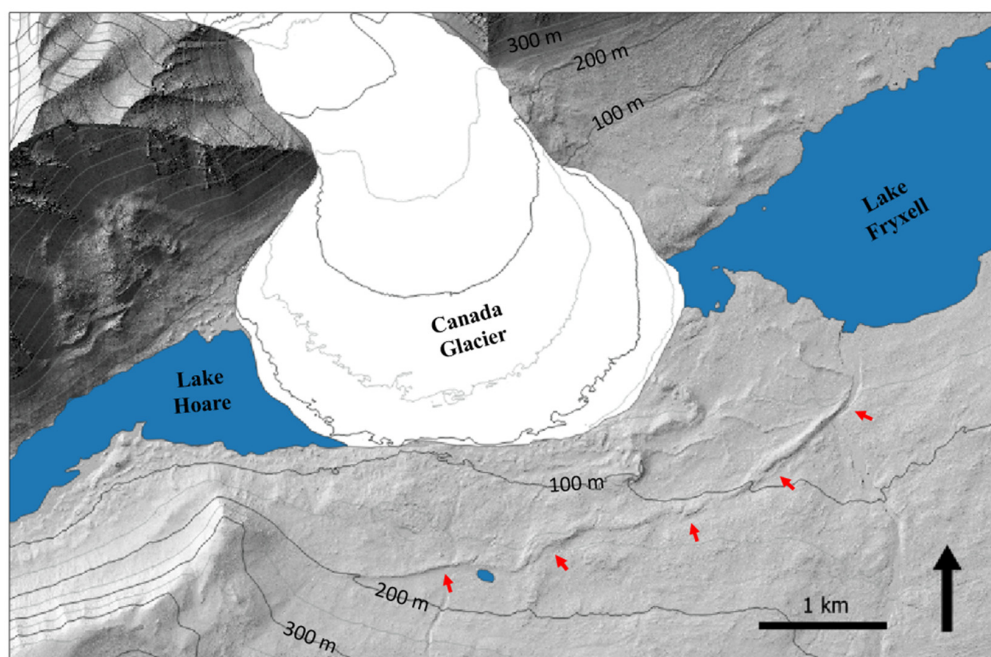 300 m
200 m
100 m
Lake
Fryxell
Canada
Glacier
Lake
Hoare
100 m
200 m
300 m
1 km